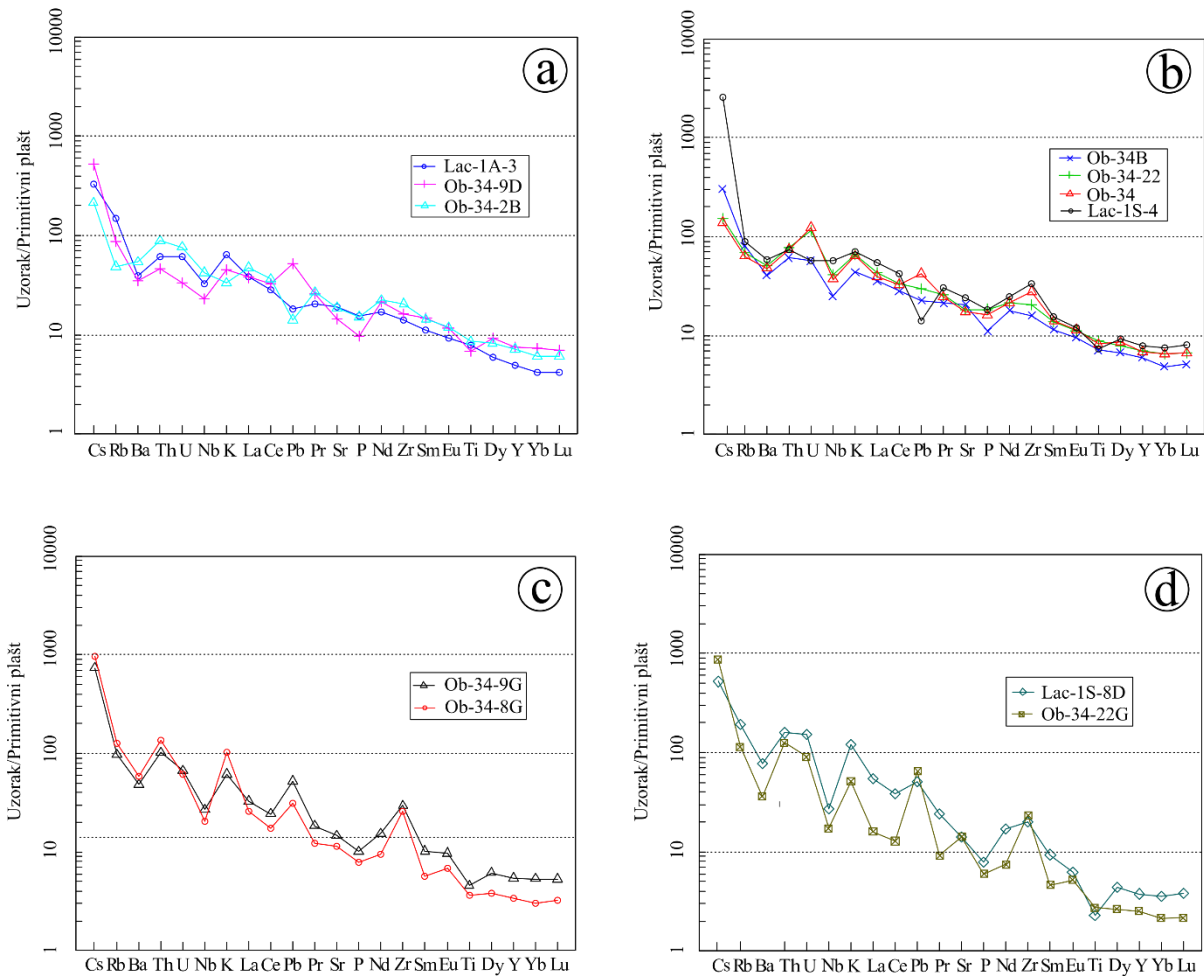 a
10000
1000
100
10
1
Uzorak/Primitivni plašt
Lac-1A-3
Ob-34-9D
Ob-34-2B
Cs Rb Ba Th U Nb K La Ce Pb Pr Sr P Nd Zr Sm Eu Ti Dy Y Yb Lu
b
10000
1000
100
10
1
Uzorak/Primitivni plašt
Ob-34B
Ob-34-22
Ob-34
Lac-1S-4
Cs Rb Ba Th U Nb K La Ce Pb Pr Sr P Nd Zr Sm Eu Ti Dy Y Yb Lu
c
10000
1000
100
10
1
Uzorak/Primitivni plašt
Ob-34-9G
Ob-34-8G
Cs Rb Ba Th U Nb K La Ce Pb Pr Sr P Nd Zr Sm Eu Ti Dy Y Yb Lu
d
10000
1000
100
10
1
Uzorak/Primitivni plašt
Lac-1S-8D
Ob-34-22G
Cs Rb Ba Th U Nb K La Ce Pb Pr Sr P Nd Zr Sm Eu Ti Dy Y Yb Lu